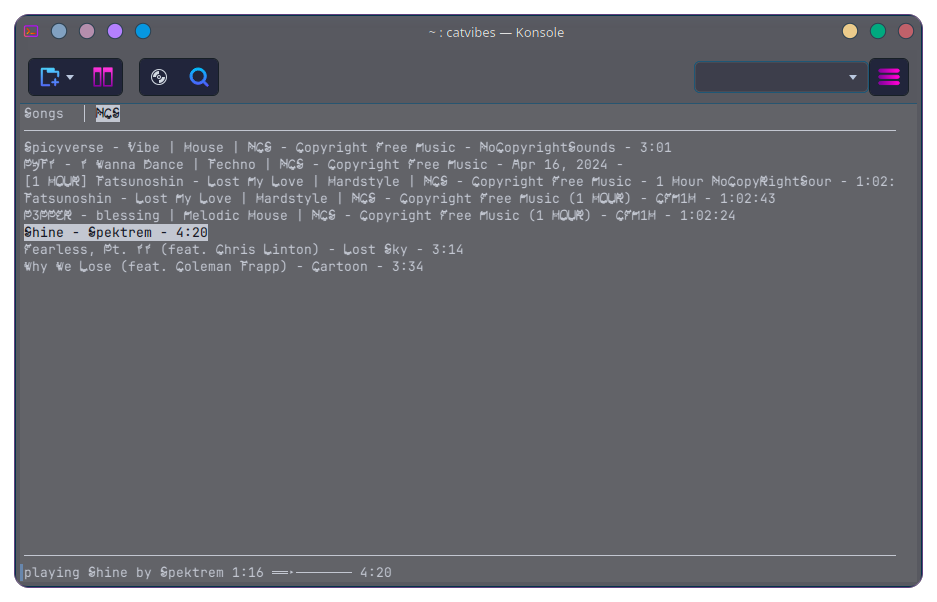 ~ : catvibes — Konsole
Songs | NCS
Spicyverse - Vibe | House | NCS - Copyright Free Music - NoCopyrightSounds - 3:01
PYTI - I Wanna Dance | Techno | NCS - Copyright Free Music - Apr 16, 2024 -
[1 HOUR] Tatsunoshin - Lost My Love | Hardstyle | NCS - Copyright Free Music - 1 Hour NoCopyRightSour - 1:02:
Tatsunoshin - Lost My Love | Hardstyle | NCS - Copyright Free Music (1 HOUR) - CFM1H - 1:02:43
P3PPER - blessing | Melodic House | NCS - Copyright Free Music (1 HOUR) - CFM1H - 1:02:24
Shine - Spektrem - 4:20
Fearless, Pt. II (feat. Chris Linton) - Lost Sky - 3:14
Why We Lose (feat. Coleman Trapp) - Cartoon - 3:34
playing Shine by Spektrem 1:16 ══•─────── 4:20